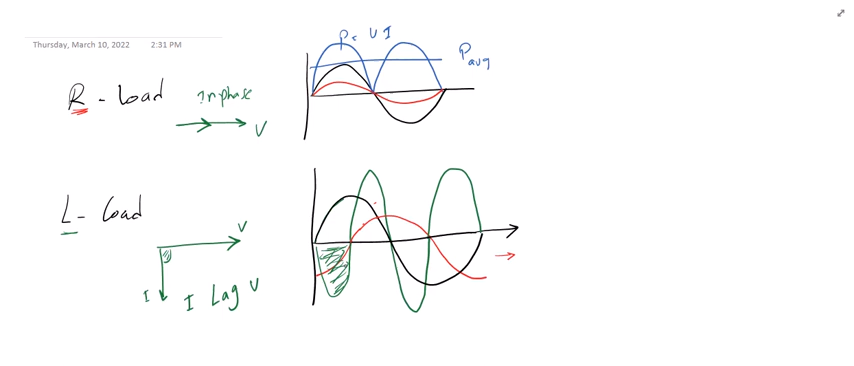 Thursday, March 10, 2022 2:31 PM
P = V I
Pavg
R - Load
In phase
V
L - Load
V
I
I Lag V